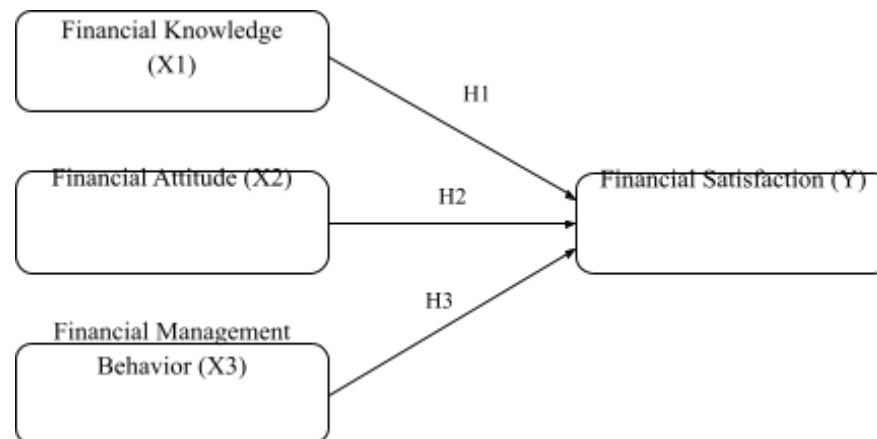 Financial Knowledge
(X1)
H1
Financial Attitude (X2)
H2
Financial Satisfaction (Y)
H3
Financial Management
Behavior (X3)